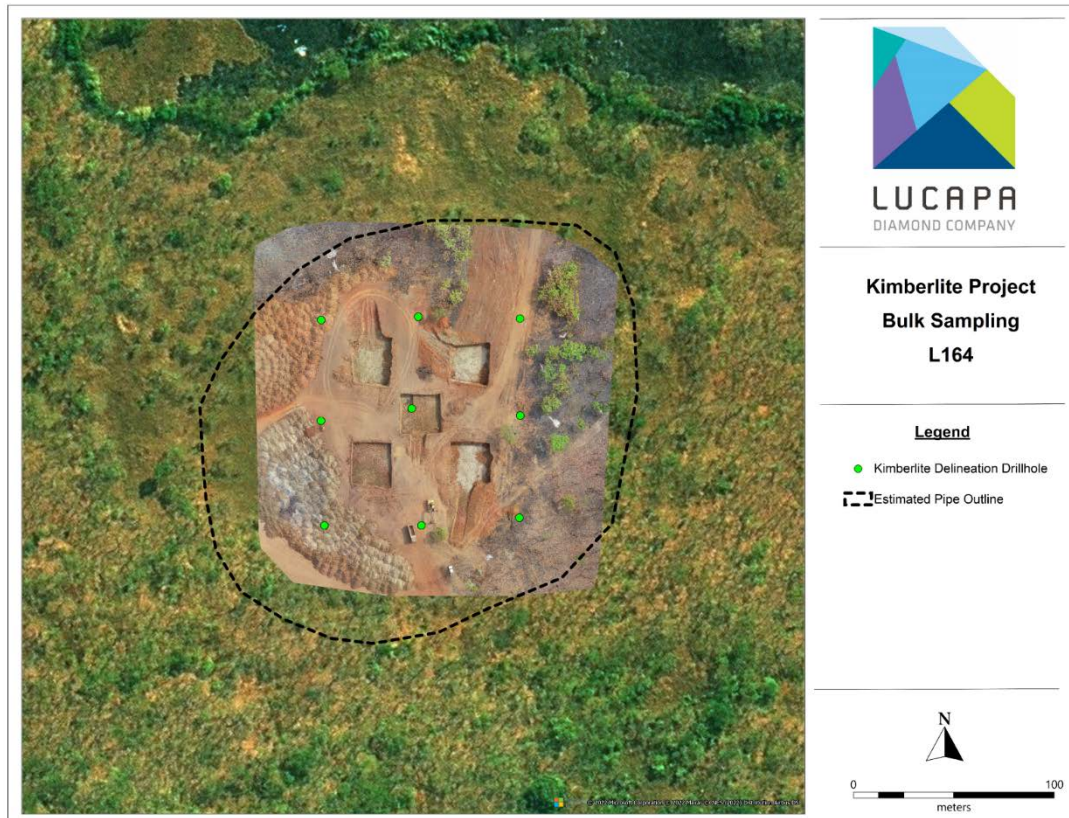 LUCAPA
DIAMOND COMPANY
Kimberlite Project
Bulk Sampling
L164
Legend
Kimberlite Delineation Drillhole
Estimated Pipe Outline
N
0 100
meters